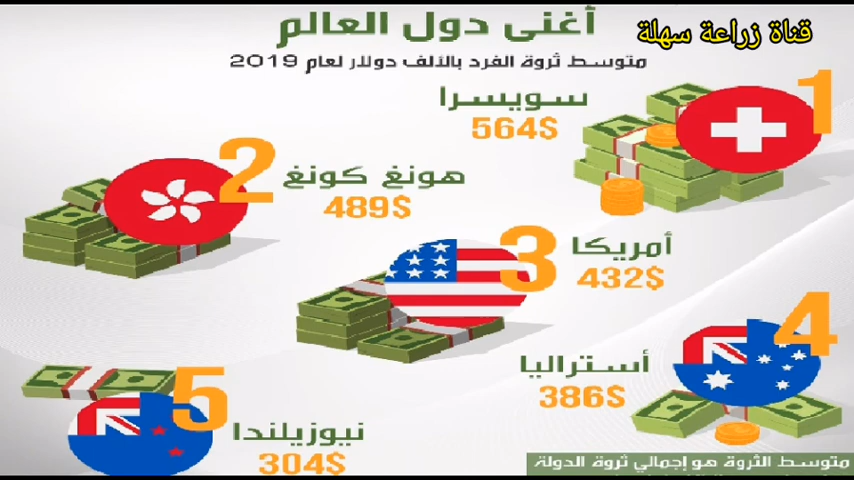 أغنى دول العالم
قناة زراعة سهلة
متوسط ثروة الفرد بالألف دولار لعام 2019
1
سويسرا
564$
2
هونغ كونغ
489$
3
أمريكا
432$
4
أستراليا
386$
5
نيوزيلندا
304$
متوسط الثروة هو إجمالي ثروة الدولة